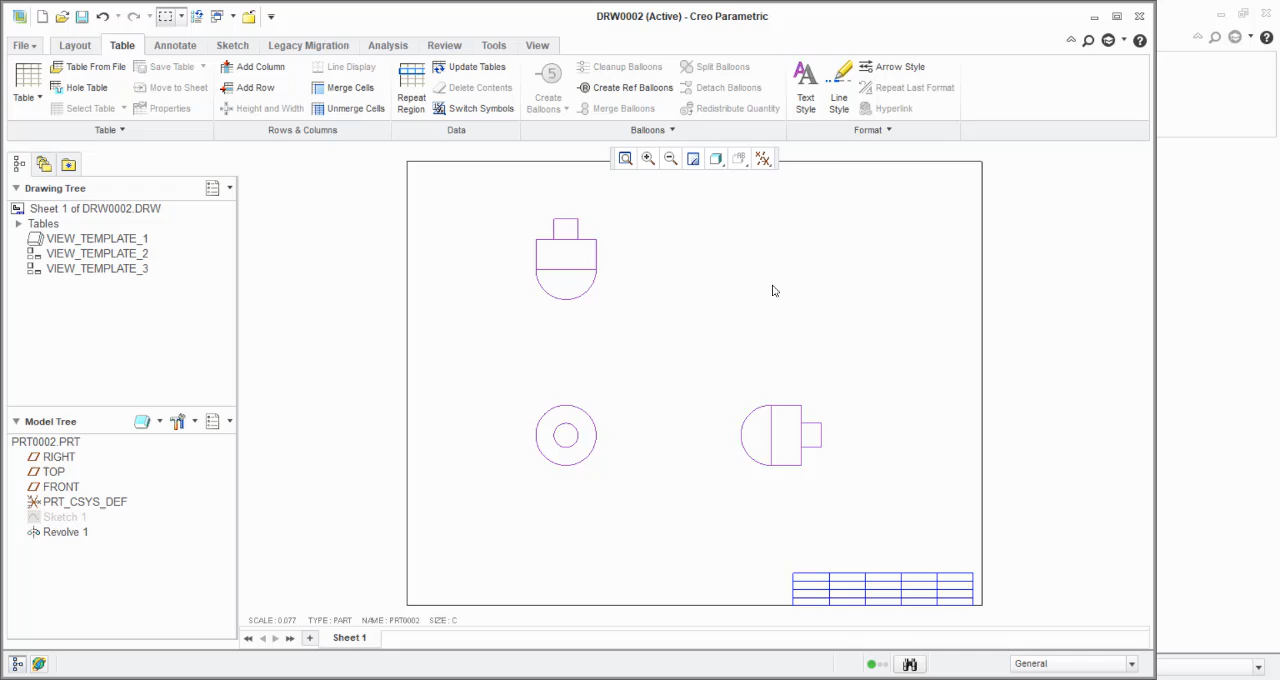 DRW0002 (Active) - Creo Parametric
File Layout Table Annotate Sketch Legacy Migration Analysis Review Tools View
Table From File Save Table Add Column Line Display Update Tables Cleanup Balloons Split Balloons Arrow Style
Hole Table Move to Sheet Add Row Merge Cells Delete Contents Create Ref Balloons Detach Balloons Repeat Last Format
Table Select Table Properties Height and Width Unmerge Cells Repeat Region Switch Symbols 5 Create Balloons Merge Balloons Redistribute Quantity Text Style Line Style Hyperlink
Table Rows & Columns Data Balloons Format
Drawing Tree
Sheet 1 of DRW0002.DRW
Tables
VIEW_TEMPLATE_1
VIEW_TEMPLATE_2
VIEW_TEMPLATE_3
Model Tree
PRT0002.PRT
RIGHT
TOP
FRONT
PRT_CSYS_DEF
Sketch 1
Revolve 1
SCALE : 0.077 TYPE : PART NAME : PRT0002 SIZE : C
Sheet 1
General